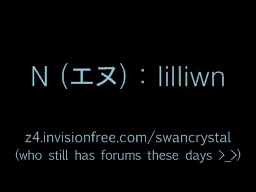 N (エヌ) : lilliwn
z4.invisionfree.com/swancrystal
(who still has forums these days >_>)